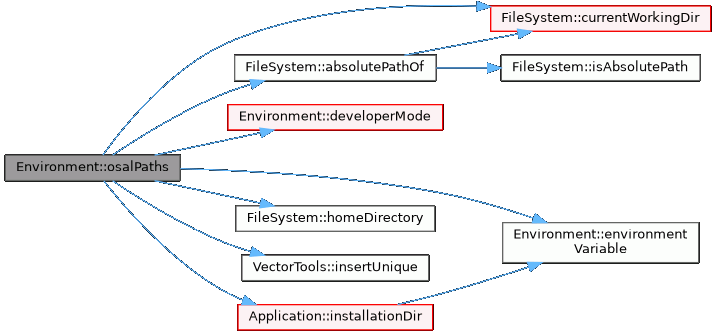 FileSystem::currentWorkingDir
FileSystem::absolutePathOf
FileSystem::isAbsolutePath
Environment::developerMode
Environment::osalPaths
FileSystem::homeDirectory
Environment::environment
Variable
VectorTools::insertUnique
Application::installationDir